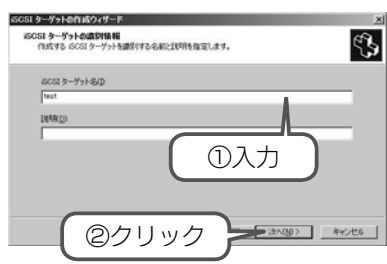 iSCSI ターゲットの作成ウィザード
iSCSI ターゲットの識別情報
作成する iSCSI ターゲットを識別する名前と説明を指定します。
iSCSI ターゲット名(I):
test
説明(D):
①入力
②クリック
次へ(N) >
キャンセル